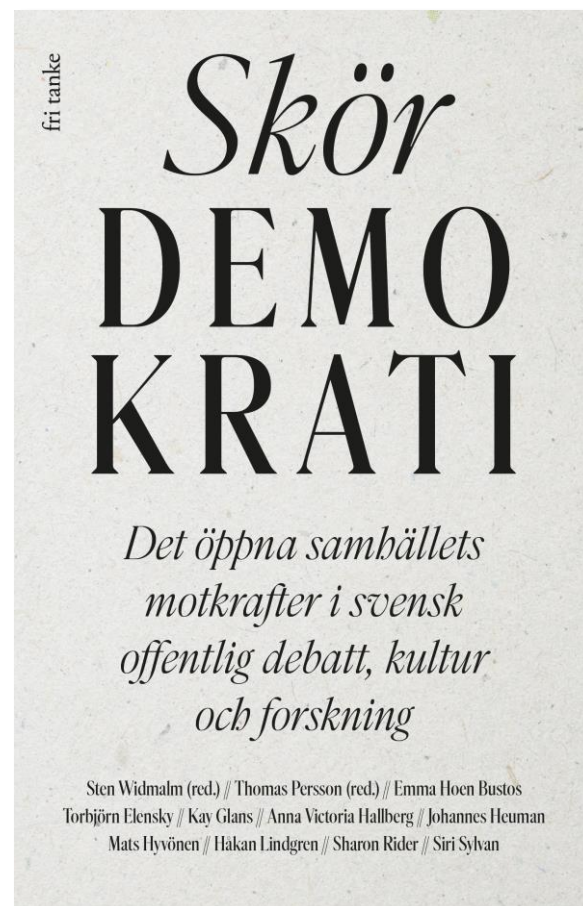 fri tanke
Skör
DEMO
KRATI
Det öppna samhällets
motkrafter i svensk
offentlig debatt, kultur
och forskning
Sten Widmalm (red.) // Thomas Persson (red.) // Emma Hoen Bustos
Torbjörn Elensky // Kay Glans // Anna Victoria Hallberg // Johannes Heuman
Mats Hyvönen // Håkan Lindgren // Sharon Rider // Siri Sylvan